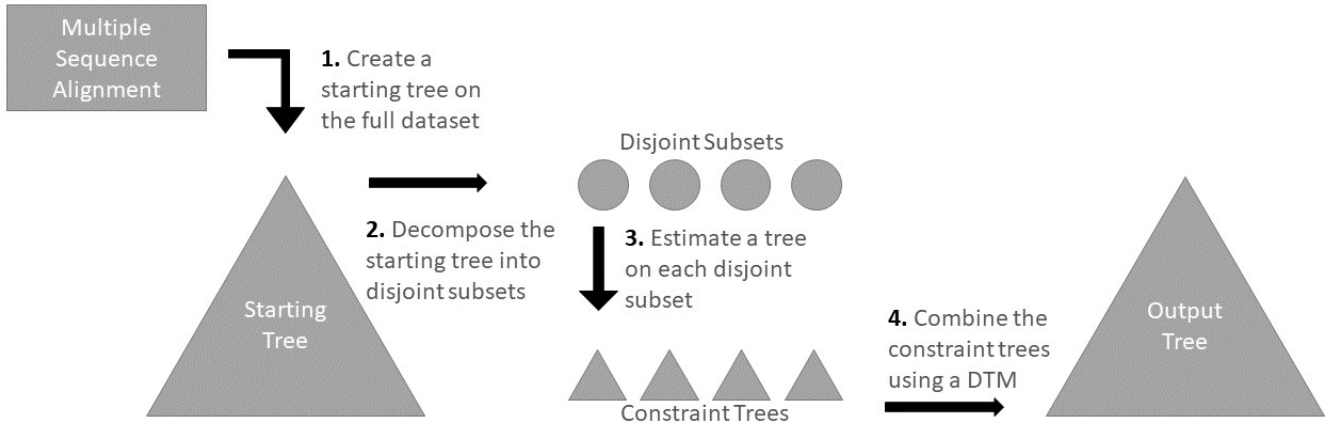 Multiple
Sequence
Alignment
1. Create a
starting tree on
the full dataset
Starting
Tree
2. Decompose the
starting tree into
disjoint subsets
Disjoint Subsets
3. Estimate a tree
on each disjoint
subset
Constraint Trees
4. Combine the
constraint trees
using a DTM
Output
Tree